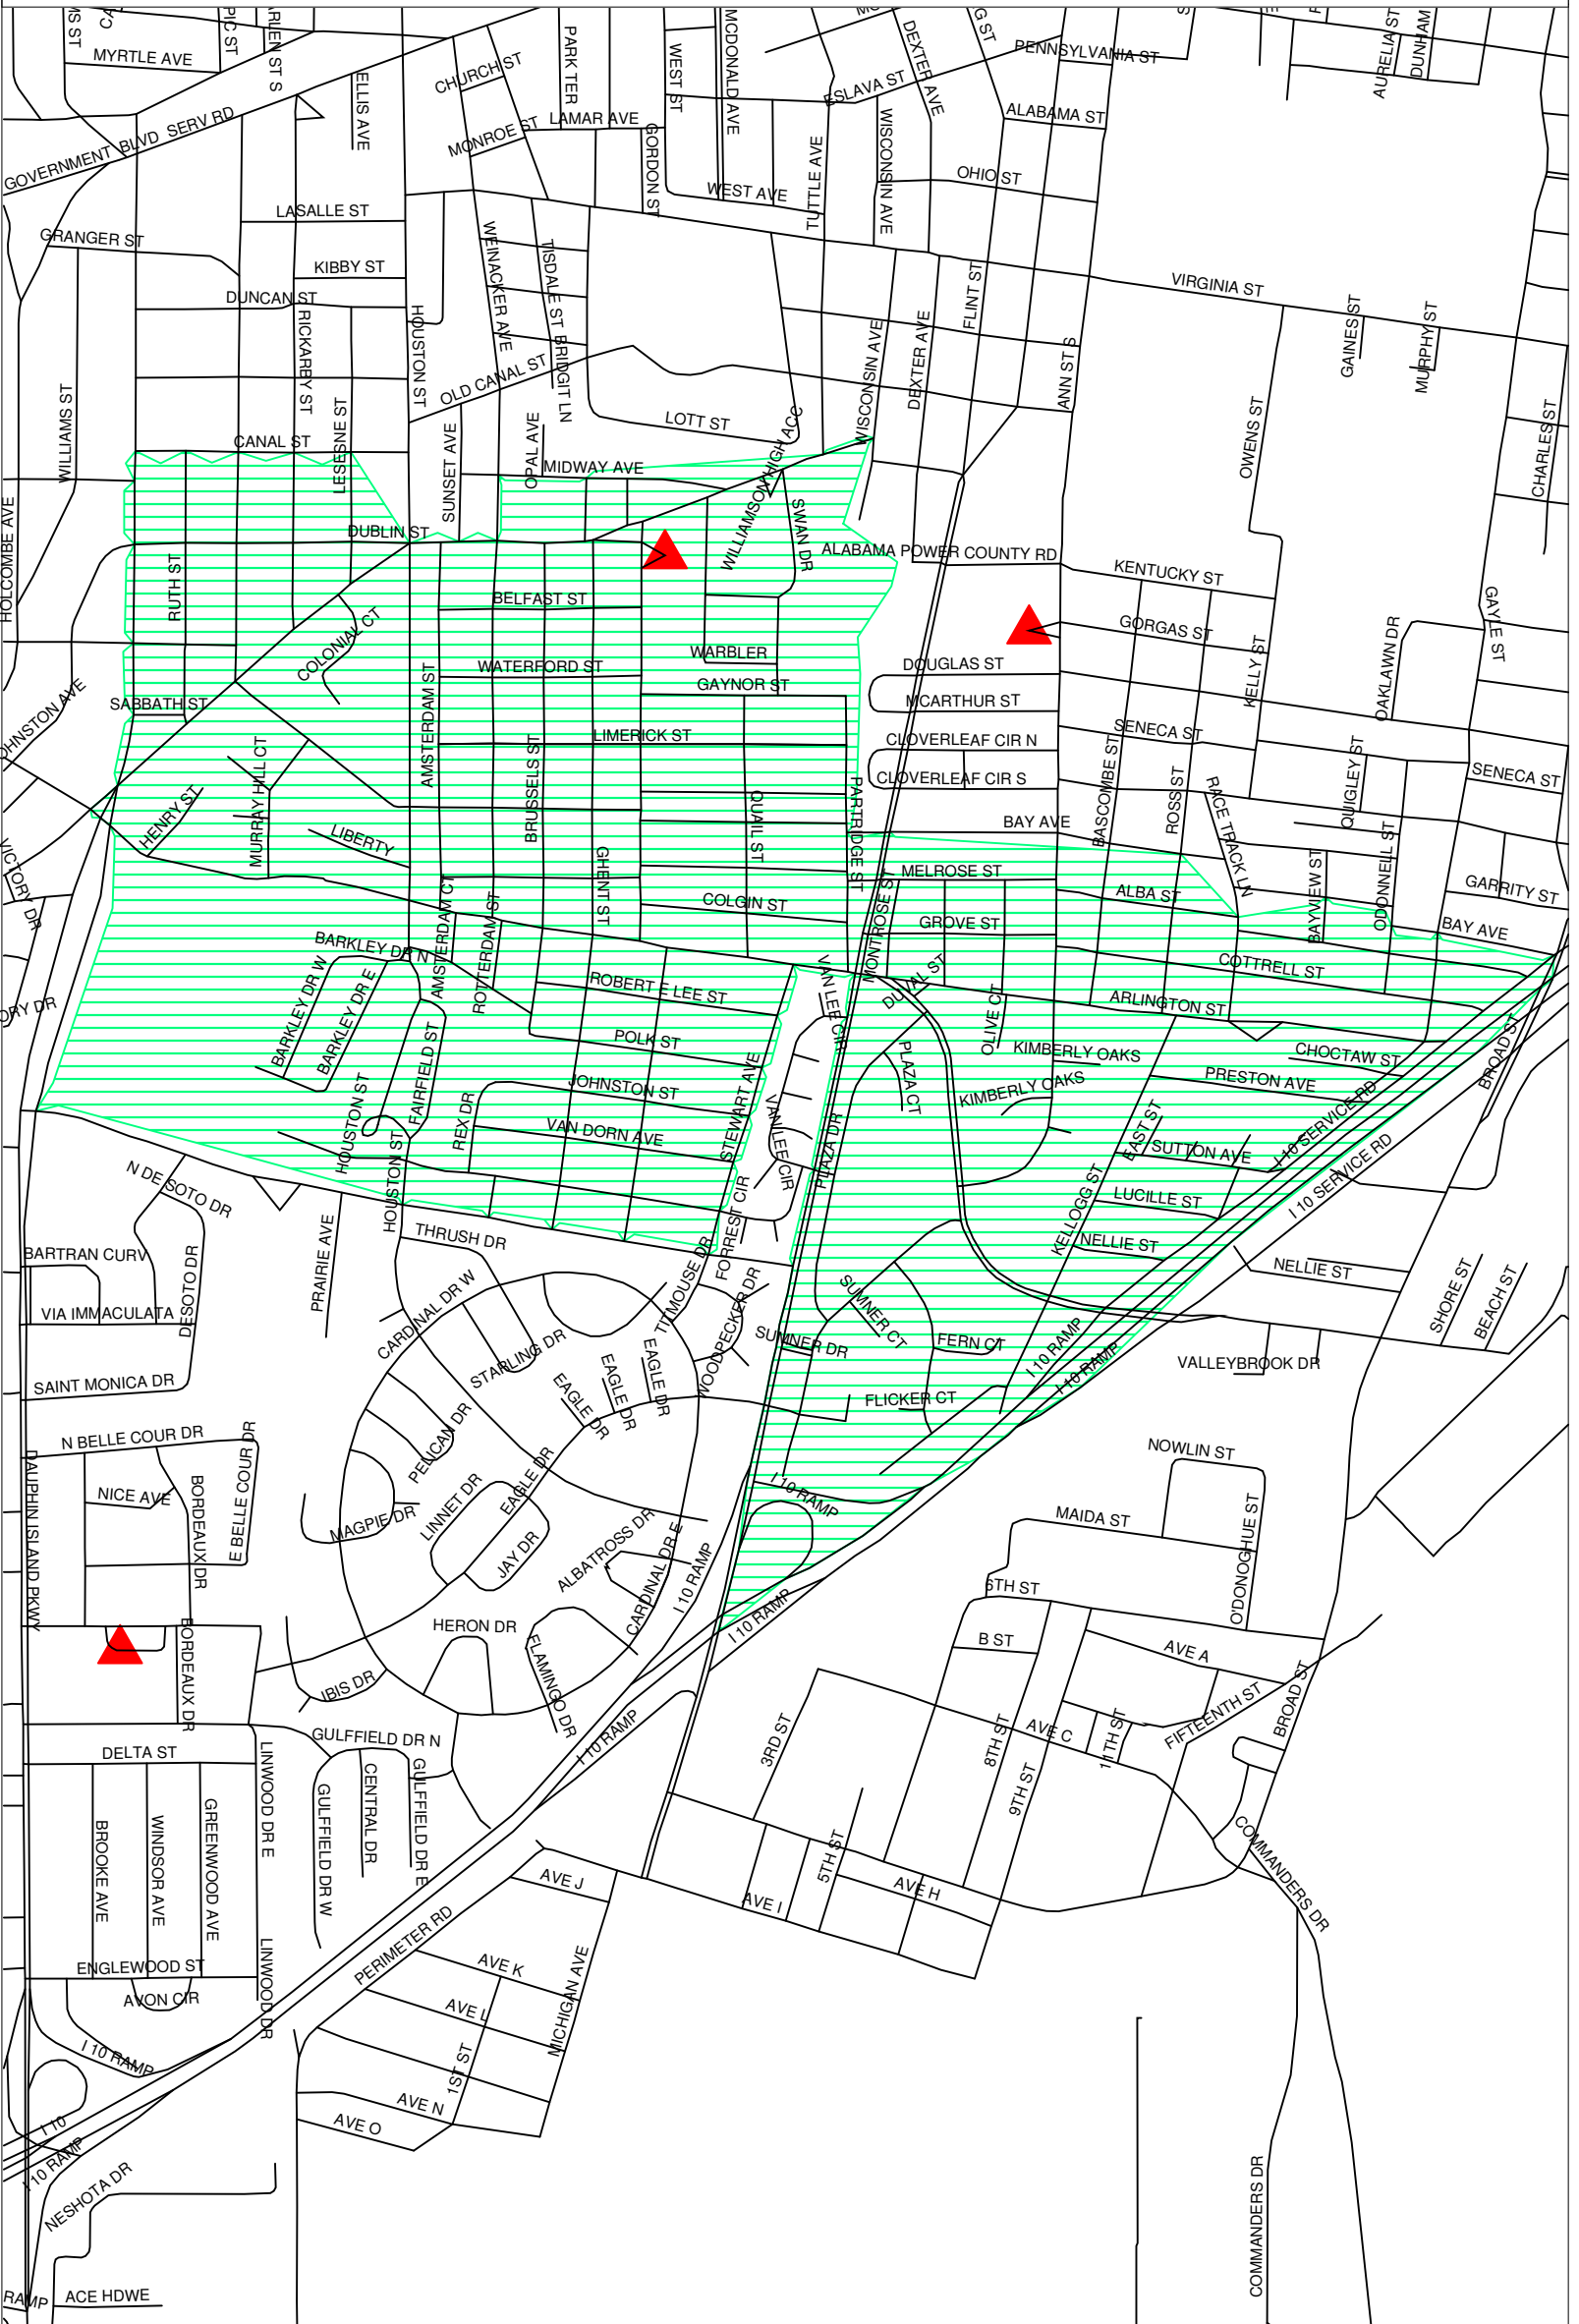 MYRTLE AVE
PIC ST
ELLIS AVE
CHURCH ST
PARK TER
WEST ST
MCDONALD AVE
DEXTER AVE
G ST
PENNSYLVANIA ST
AURELIA ST
DUNHAM
ESLAVA ST
GOVERNMENT BLVD SERV RD
MONROE ST
LAMAR AVE
GORDON ST
TUTTLE AVE
WISCONSIN AVE
ALABAMA ST
OHIO ST
WEST AVE
LASALLE ST
GRANGER ST
KIBBY ST
DUNCAN ST
WEINACKER AVE
TISDALE ST
BRIDGIT LN
RICKARBY ST
HOUSTON ST
FLINT ST
VIRGINIA ST
GAINES ST
MURPHY ST
WISCONSIN AVE
DEXTER AVE
ANN ST S
OLD CANAL ST
LOTT ST
WILLIAMS ST
LESESNE ST
CANAL ST
SUNSET AVE
OPAL AVE
MIDWAY AVE
WILLIAMSON HIGH ACC
OWENS ST
CHARLES ST
HOLCOMBE AVE
DUBLIN ST
SWAN DR
ALABAMA POWER COUNTY RD
KENTUCKY ST
RUTH ST
BELFAST ST
COLONIAL CT
GORGAS ST
GAYLE ST
OAKLAWN DR
KELLY ST
WARBLER
WATERFORD ST
DOUGLAS ST
GAYNOR ST
MCARTHUR ST
SABBATH ST
AMSTERDAM ST
LIMERICK ST
CLOVERLEAF CIR N
SENECA ST
CLOVERLEAF CIR S
SENECA ST
MURRAY HILL CT
BRUSSELS ST
QUAIL ST
PARTRIDGE ST
BASCOMBE ST
ROSS ST
RACE TRACK LN
QUIGLEY ST
HENRY ST
LIBERTY
BAY AVE
VICTORY DR
GHENT ST
MELROSE ST
ALBA ST
BAYVIEW ST
ODONNELL ST
GARRITY ST
COLGIN ST
MONTROSE ST
GROVE ST
BAY AVE
AMSTERDAM CT
ROTTERDAM ST
BARKLEY DR N
COTTRELL ST
BARKLEY DR W
BARKLEY DR E
ROBERT E LEE ST
VAN LEE CIR
DUVAL ST
ARLINGTON ST
ORY DR
POLK ST
PLAZA CT
OLIVE CT
KIMBERLY OAKS
CHOCTAW ST
BROAD ST
HOUSTON ST
FAIRFIELD ST
JOHNSTON ST
KIMBERLY OAKS
PRESTON AVE
REX DR
VAN DORN AVE
STEWART AVE
VAN LEE CIR
PLAZA DR
EAST ST
SUTTON AVE
I 10 SERVICE RD
I 10 SERVICE RD
N DE SOTO DR
HOUSTON ST
FORREST CIR
KELLOGG ST
LUCILLE ST
PRAIRIE AVE
THRUSH DR
NELLIE ST
NELLIE ST
BARTRAN CURV
DESOTO DR
TITMOUSE DR
WOODPECKER DR
SHORE ST
BEACH ST
VIA IMMACULATA
CARDINAL DR W
SUMNER CT
SUMNER DR
FERN CT
I 10 RAMP
I 10 RAMP
VALLEYBROOK DR
STARLING DR
SAINT MONICA DR
EAGLE DR
EAGLE DR
EAGLE DR
FLICKER CT
N BELLE COUR DR
PELICAN DR
NOWLIN ST
DAUPHIN ISLAND PKWY
NICE AVE
BORDEAUX DR
E BELLE COUR DR
MAGPIE DR
LINNET DR
EAGLE DR
I 10 RAMP
MAIDA ST
O'DONOGHUE ST
JAY DR
ALBATROSS DR
CARDINAL DR E
I 10 RAMP
6TH ST
I 10 RAMP
BORDEAUX DR
HERON DR
FLAMINGO DR
B ST
AVE A
IBIS DR
FIFTEENTH ST
BROAD ST
GULFFIELD DR N
I 10 RAMP
3RD ST
8TH ST
AVE C
11TH ST
DELTA ST
LINWOOD DR E
GULFFIELD DR W
CENTRAL DR
GULFFIELD DR E
9TH ST
BROOKE AVE
WINDSOR AVE
GREENWOOD AVE
5TH ST
COMMANDERS DR
AVE J
AVE I
AVE H
PERIMETER RD
ENGLEWOOD ST
LINWOOD DR
AVE K
MICHIGAN AVE
AVON CIR
AVE L
I 10 RAMP
1ST ST
I 10
AVE N
AVE O
I 10 RAMP
NESHOTA DR
COMMANDERS DR
RAMP
ACE HDWE